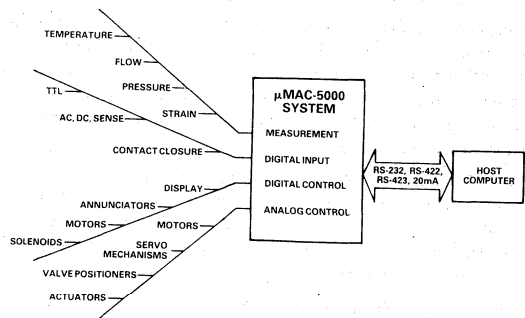 TEMPERATURE
FLOW
PRESSURE
STRAIN
TTL
AC, DC, SENSE
CONTACT CLOSURE
DISPLAY
ANNUNCIATORS
MOTORS
SOLENOIDS
MOTORS
SERVO
MECHANISMS
VALVE POSITIONERS
ACTUATORS
µMAC-5000
SYSTEM
MEASUREMENT
DIGITAL INPUT
DIGITAL CONTROL
ANALOG CONTROL
RS-232, RS-422,
RS-423, 20mA
HOST
COMPUTER